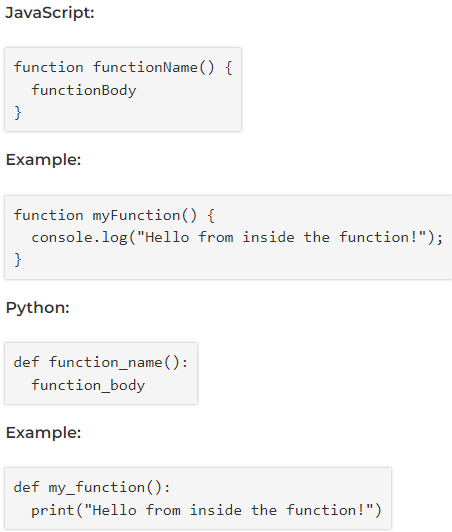 JavaScript:
function functionName() {
  functionBody
}
Example:
function myFunction() {
  console.log("Hello from inside the function!");
}
Python:
def function_name():
  function_body
Example:
def my_function():
  print("Hello from inside the function!")